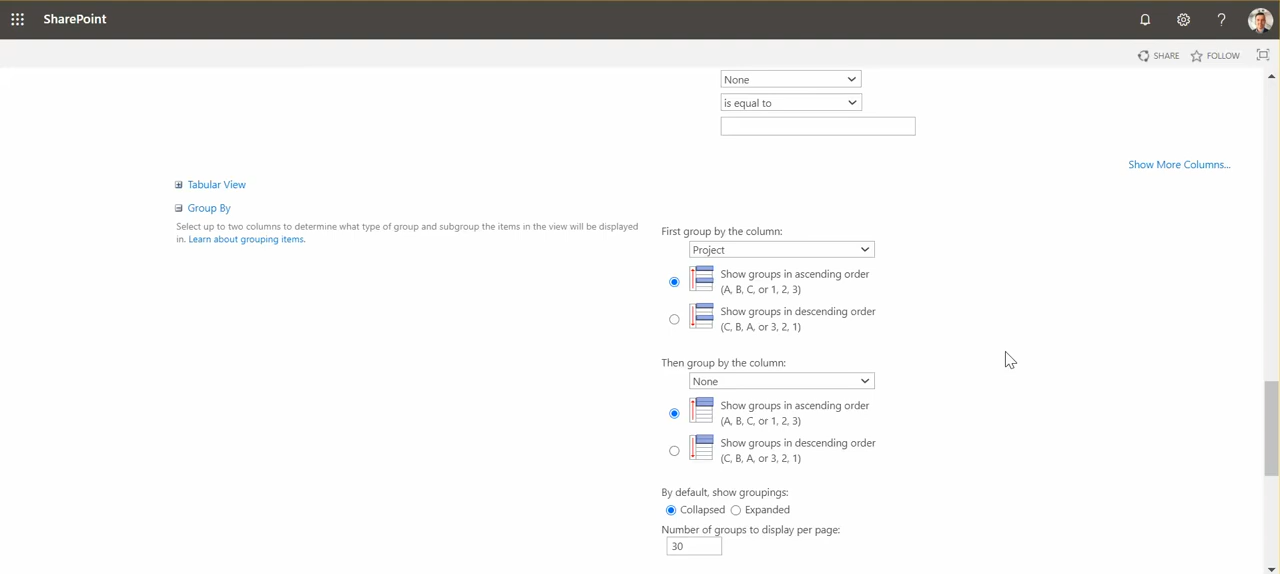 SharePoint
?
SHARE FOLLOW
None
is equal to
Show More Columns...
Tabular View
Group By
Select up to two columns to determine what type of group and subgroup the items in the view will be displayed
in. Learn about grouping items.
First group by the column:
Project
Show groups in ascending order
(A, B, C, or 1, 2, 3)
Show groups in descending order
(C, B, A, or 3, 2, 1)
Then group by the column:
None
Show groups in ascending order
(A, B, C, or 1, 2, 3)
Show groups in descending order
(C, B, A, or 3, 2, 1)
By default, show groupings:
Collapsed Expanded
Number of groups to display per page:
30